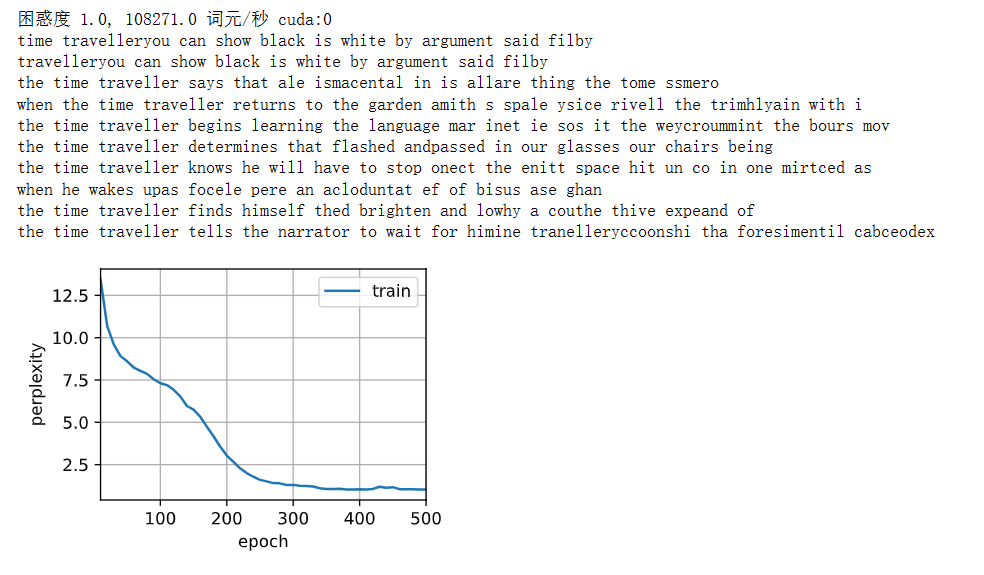 困惑度 1.0, 108271.0 词元/秒 cuda:0
time travelleryou can show black is white by argument said filby
travelleryou can show black is white by argument said filby
the time traveller says that ale ismacental in is allare thing the tome ssmero
when the time traveller returns to the garden amith s spale ysice rivell the trimhlyain with i
the time traveller begins learning the language mar inet ie sos it the weycroummint the bours mov
the time traveller determines that flashed andpassed in our glasses our chairs being
the time traveller knows he will have to stop onect the enitt space hit un co in one mirtced as
when he wakes upas focele pere an acloduntat ef of bisus ase ghan
the time traveller finds himself thed brighten and lowhy a couthe thive expeand of
the time traveller tells the narrator to wait for himine tranelleryccoonshi tha foresimentil cabceodex
train
12.5
10.0
7.5
5.0
2.5
perplexity
100 200 300 400 500
epoch